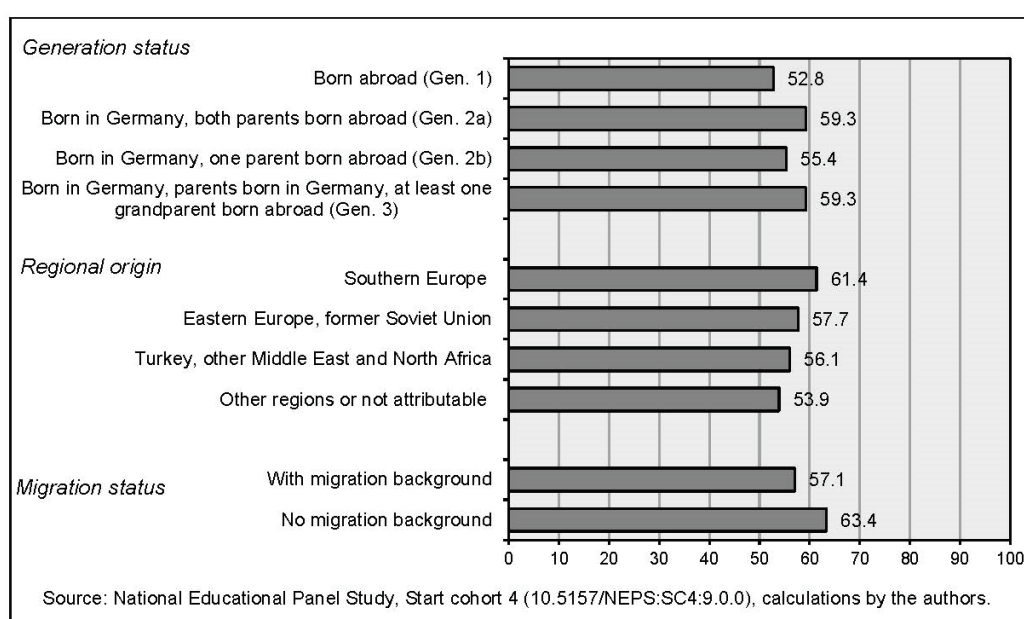 Generation status
Born abroad (Gen. 1)
52.8
Born in Germany, both parents born abroad (Gen. 2a)
59.3
Born in Germany, one parent born abroad (Gen. 2b)
55.4
Born in Germany, parents born in Germany, at least one
grandparent born abroad (Gen. 3)
59.3
Regional origin
Southern Europe
61.4
Eastern Europe, former Soviet Union
57.7
Turkey, other Middle East and North Africa
56.1
Other regions or not attributable
53.9
Migration status
With migration background
57.1
No migration background
63.4
0 10 20 30 40 50 60 70 80 90 100
Source: National Educational Panel Study, Start cohort 4 (10.5157/NEPS:SC4:9.0.0), calculations by the authors.